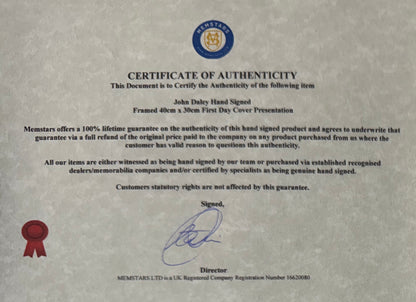 MEMSTARS
CERTIFICATE OF AUTHENTICITY
This Document is to Certify the Authenticity of the following item
John Daley Hand Signed
Framed 40cm x 30cm First Day Cover Presentation
Memstars offers a 100% lifetime guarantee on the authenticity of this hand signed product and agrees to underwrite that
guarantee via a full refund of the original price paid to the company on any product purchased from us where the
customer has valid reason to questions this authenticity.
All our items are either witnessed as being hand signed by our team or purchased via established recognised
dealers/memorabilia companies and/or certified by specialists as being genuine hand signed.
Customers statutory rights are not affected by this guarantee.
Signed,
Director
MEMSTARS LTD is a UK Registered Company Registration Number 16620080